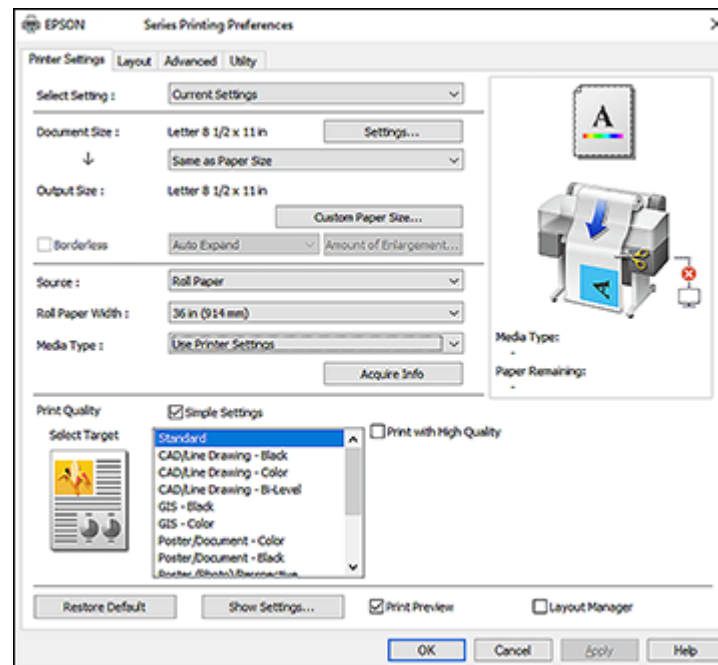 EPSON Series Printing Preferences
Printer Settings Layout Advanced Utility
Select Setting : Current Settings
Document Size : Letter 8 1/2 x 11 in Settings...
Same as Paper Size
Output Size : Letter 8 1/2 x 11 in
Custom Paper Size...
Borderless Auto Expand Amount of Enlargement...
Source : Roll Paper
Roll Paper Width : 36 in (914 mm)
Media Type : Use Printer Settings
Acquire Info
A
A
Media Type:
-
Paper Remaining:
-
Print Quality Simple Settings
Select Target
Standard
CAD/Line Drawing - Black
CAD/Line Drawing - Color
CAD/Line Drawing - Bi-Level
GIS - Black
GIS - Color
Poster/Document - Color
Poster/Document - Black
Poster (Photo)/Perspective
Print with High Quality
Restore Default Show Settings... Print Preview Layout Manager
OK Cancel Apply Help